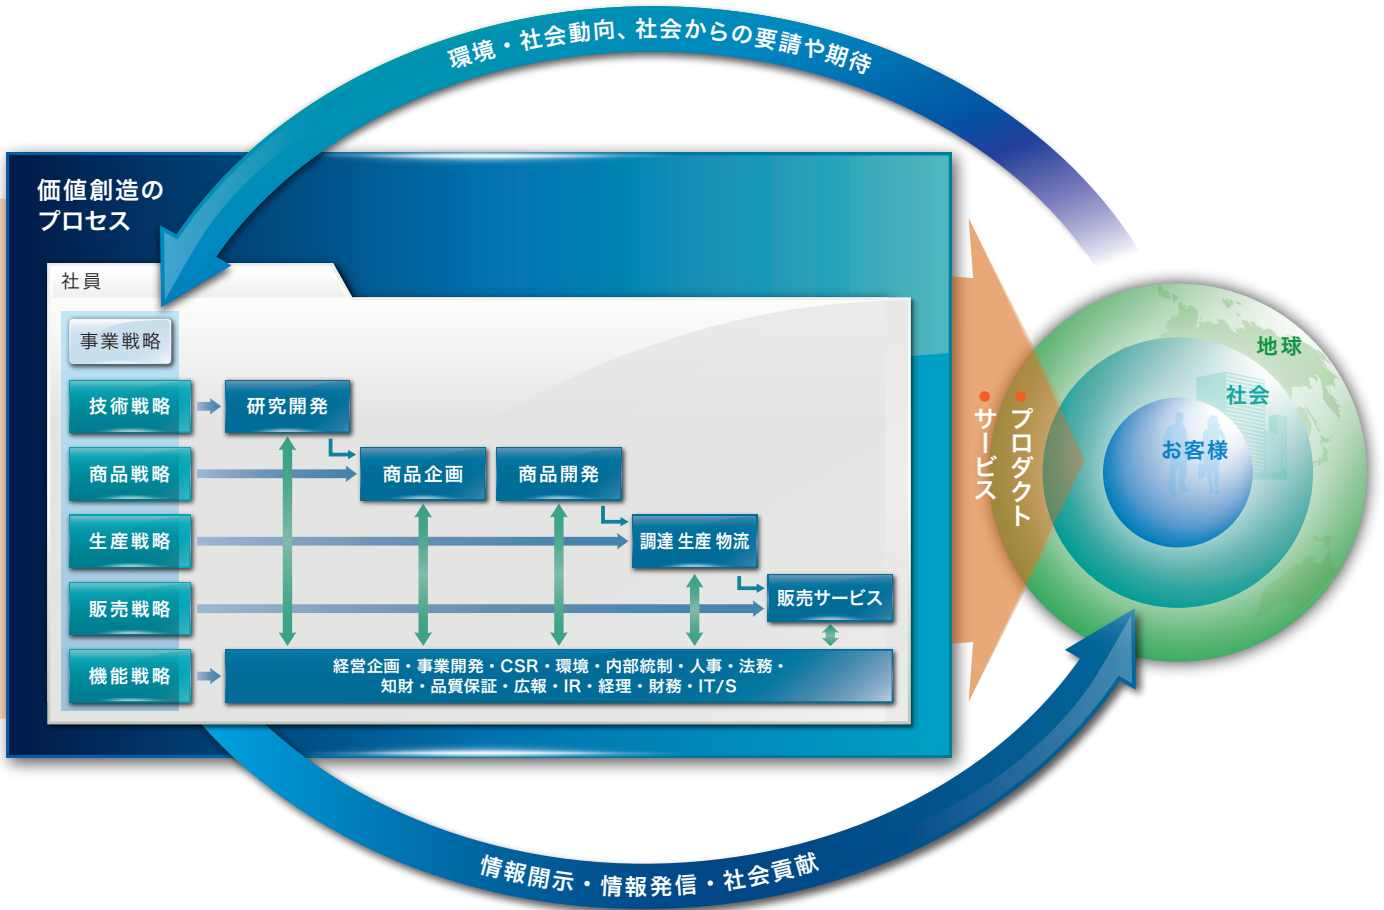 環境・社会動向、社会からの要請や期待
価値創造の
プロセス
社員
事業戦略
技術戦略
研究開発
商品戦略
商品企画
商品開発
生産戦略
調達 生産 物流
販売戦略
販売サービス
機能戦略
経営企画・事業開発・CSR・環境・内部統制・人事・法務・
知財・品質保証・広報・IR・経理・財務・IT/S
●プロダクト
●サービス
地球
社会
お客様
情報開示・情報発信・社会貢献